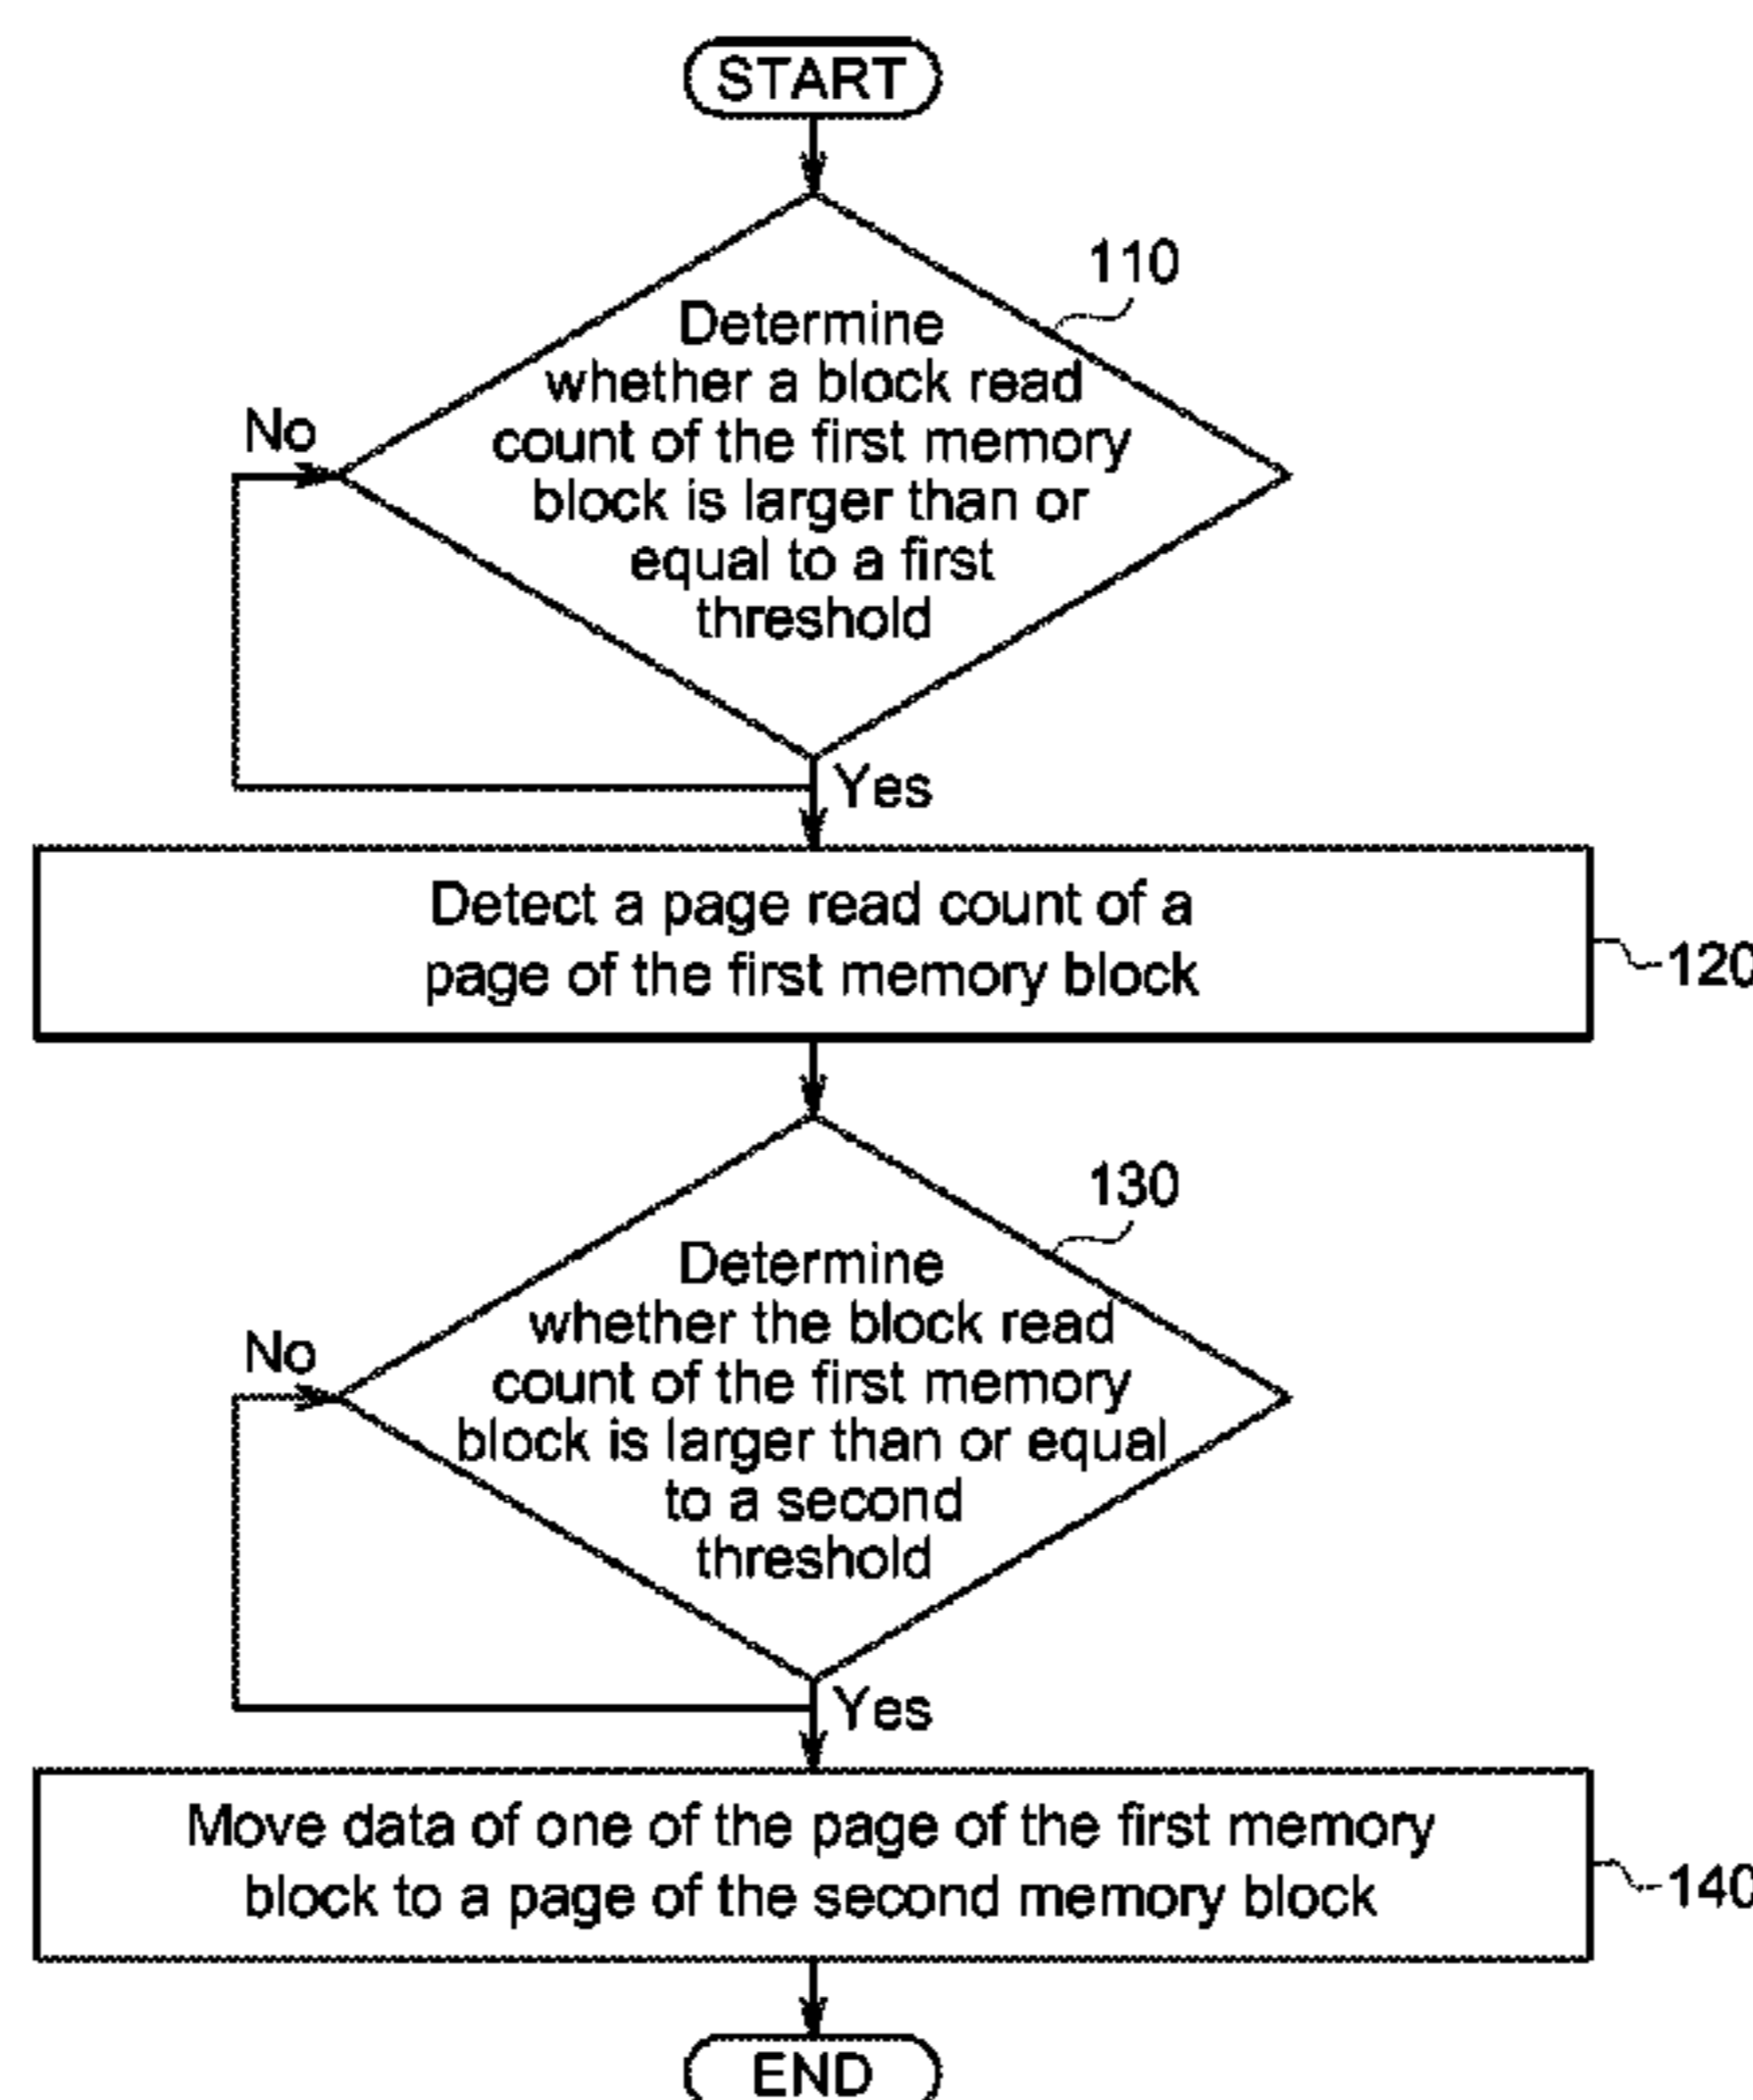 START
110
Determine
whether a block read
count of the first memory
block is larger than or
equal to a first
threshold
No
Yes
Detect a page read count of a
page of the first memory block
120
130
Determine
whether the block read
count of the first memory
block is larger than or equal
to a second
threshold
No
Yes
Move data of one of the page of the first memory
block to a page of the second memory block
140
END